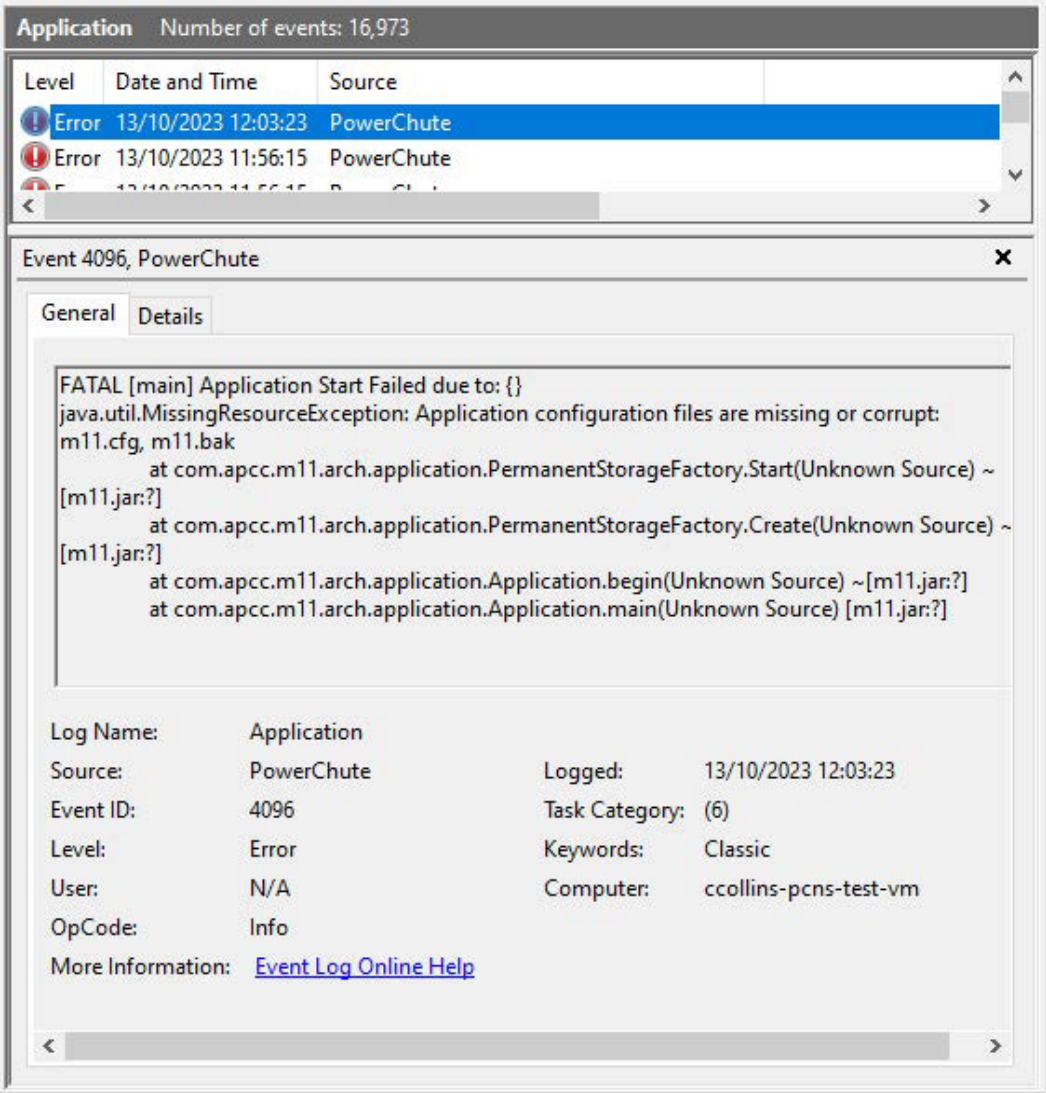 Application Number of events: 16,973
Level Date and Time Source
Error 13/10/2023 12:03:23 PowerChute
Error 13/10/2023 11:56:15 PowerChute
13/10/2023 11:56:15
Event 4096, PowerChute
General Details
FATAL [main] Application Start Failed due to: {}
java.util.MissingResourceException: Application configuration files are missing or corrupt:
m11.cfg, m11.bak
at com.apcc.m11.arch.application.PermanentStorageFactory.Start(Unknown Source) ~
[m11.jar:?]
at com.apcc.m11.arch.application.PermanentStorageFactory.Create(Unknown Source) ~
[m11.jar:?]
at com.apcc.m11.arch.application.Application.begin(Unknown Source) ~[m11.jar:?]
at com.apcc.m11.arch.application.Application.main(Unknown Source) [m11.jar:?]
Log Name: Application
Source: PowerChute Logged: 13/10/2023 12:03:23
Event ID: 4096 Task Category: (6)
Level: Error Keywords: Classic
User: N/A Computer: ccollins-pcns-test-vm
OpCode: Info
More Information: Event Log Online Help